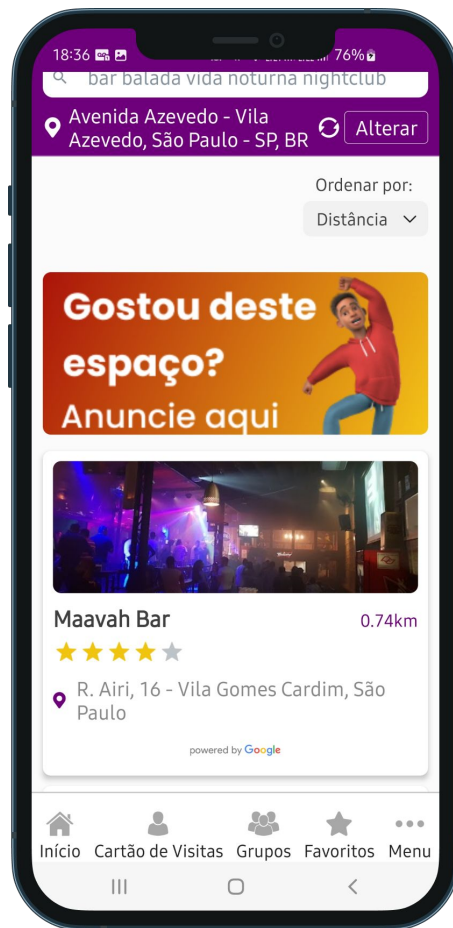 18:36
76%
bar balada vida noturna nightclub
Avenida Azevedo - Vila
Azevedo, São Paulo - SP, BR
Alterar
Ordenar por:
Distância
Gostou deste
espaço?
Anuncie aqui
Maavah Bar
0.74km
R. Airi, 16 - Vila Gomes Cardim, São
Paulo
powered by Google
Início Cartão de Visitas Grupos Favoritos Menu